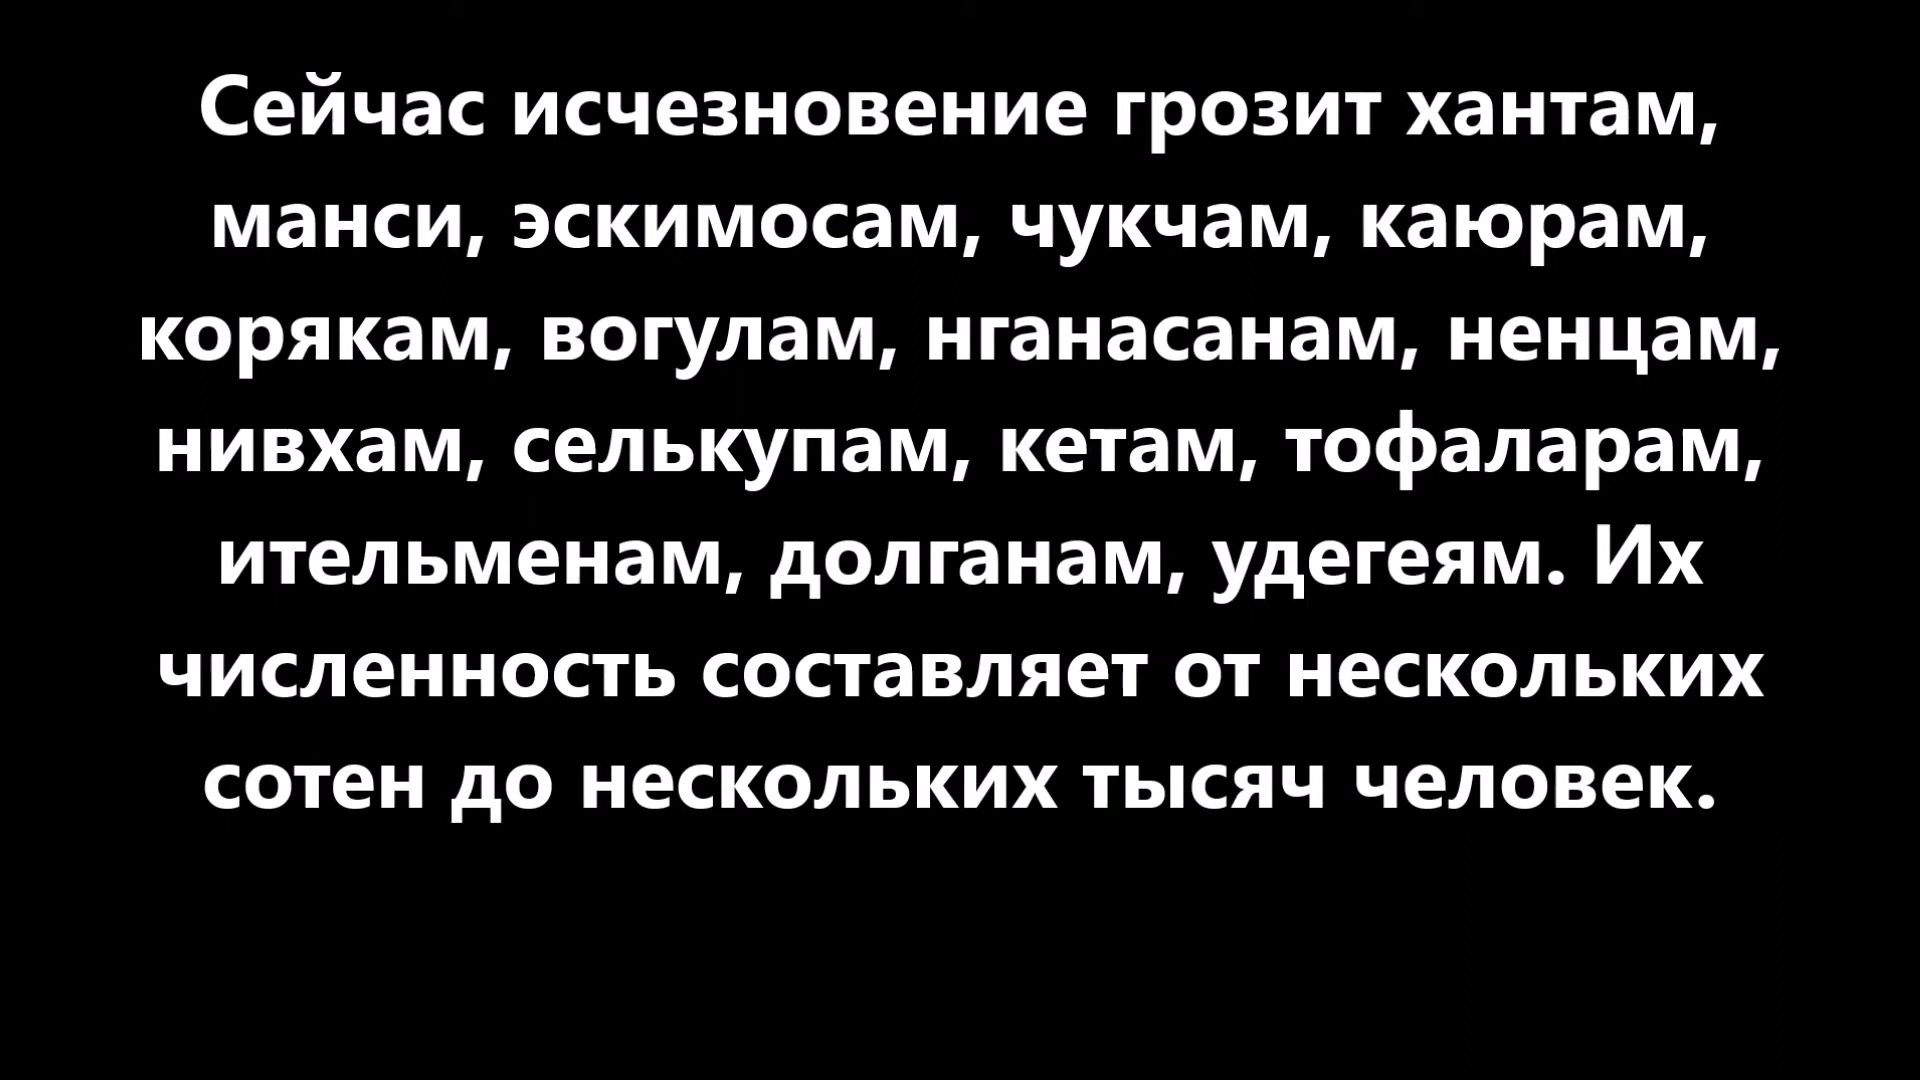 Сейчас исчезновение грозит хантам,
манси, эскимосам, чукчам, каюрам,
корякам, вогулам, нганасанам, ненцам,
нивхам, селькупам, кетам, тофаларам,
ительменам, долганам, удегеям. Их
численность составляет от нескольких
сотен до нескольких тысяч человек.